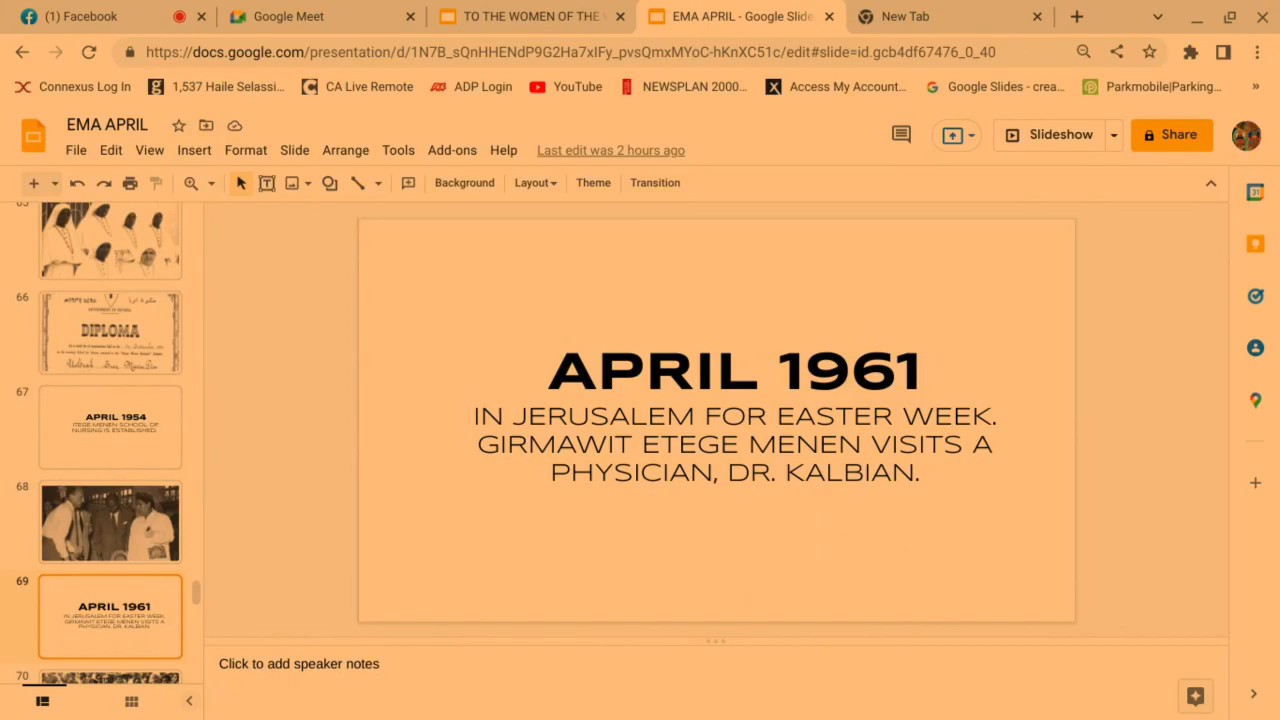 (1) Facebook
Google Meet
TO THE WOMEN OF THE
EMA APRIL - Google Slide
New Tab
https://docs.google.com/presentation/d/1N7B_sQnHHENdP9G2Ha7xIFy_pvsQmxMYoC-hKnXC51c/edit#slide=id.gcb4df67476_0_40
Connexus Log In
1,537 Haile Selassi...
CA Live Remote
ADP Login
YouTube
NEWSPLAN 2000...
Access My Account...
Google Slides - crea...
Parkmobile|Parking...
EMA APRIL
File Edit View Insert Format Slide Arrange Tools Add-ons Help Last edit was 2 hours ago
Slideshow
Share
Background Layout Theme Transition
31
65
66
DIPLOMA
67
APRIL 1954
ITEGE MENEN SCHOOL OF
NURSING IS ESTABLISHED.
68
69
APRIL 1961
IN JERUSALEM FOR EASTER WEEK.
GIRMAWIT ETEGE MENEN VISITS A
PHYSICIAN, DR. KALBIAN.
70
APRIL 1961
IN JERUSALEM FOR EASTER WEEK.
GIRMAWIT ETEGE MENEN VISITS A
PHYSICIAN, DR. KALBIAN.
Click to add speaker notes